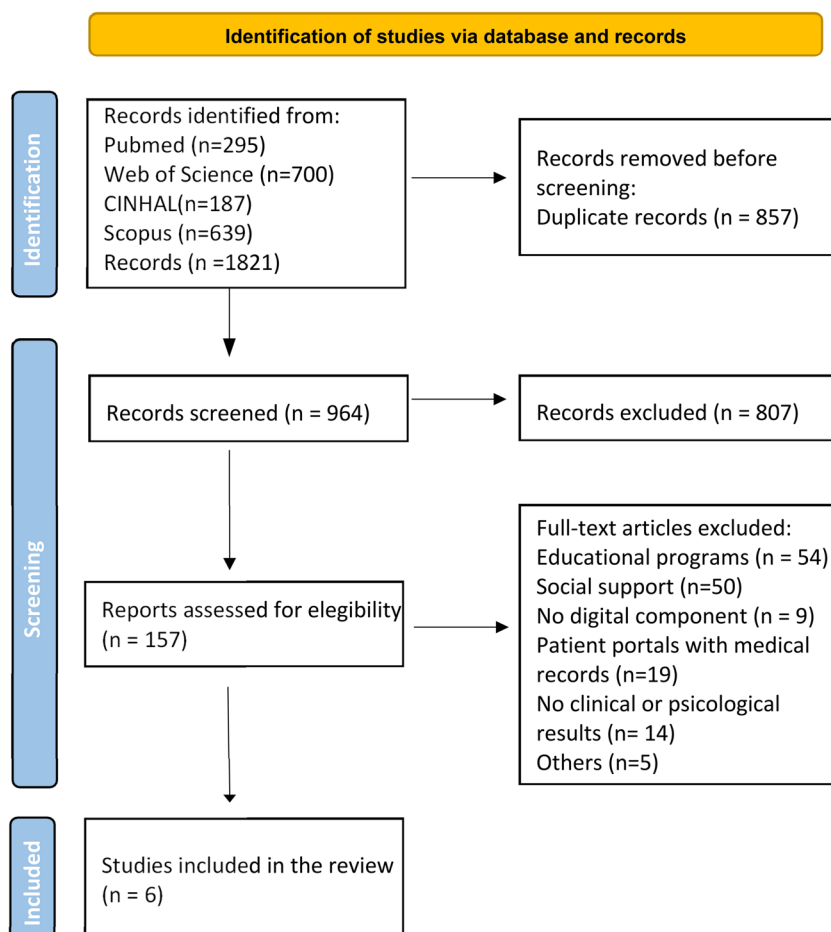 Identification of studies via database and records
Identification
Records identified from:
Pubmed (n=295)
Web of Science (n=700)
CINHAL(n=187)
Scopus (n=639)
Records (n =1821)
Records removed before
screening:
Duplicate records (n = 857)
Screening
Records screened (n = 964)
Records excluded (n = 807)
Reports assessed for elegibility
(n = 157)
Full-text articles excluded:
Educational programs (n = 54)
Social support (n=50)
No digital component (n = 9)
Patient portals with medical
records (n=19)
No clinical or psicological
results (n= 14)
Others (n=5)
Included
Studies included in the review
(n = 6)